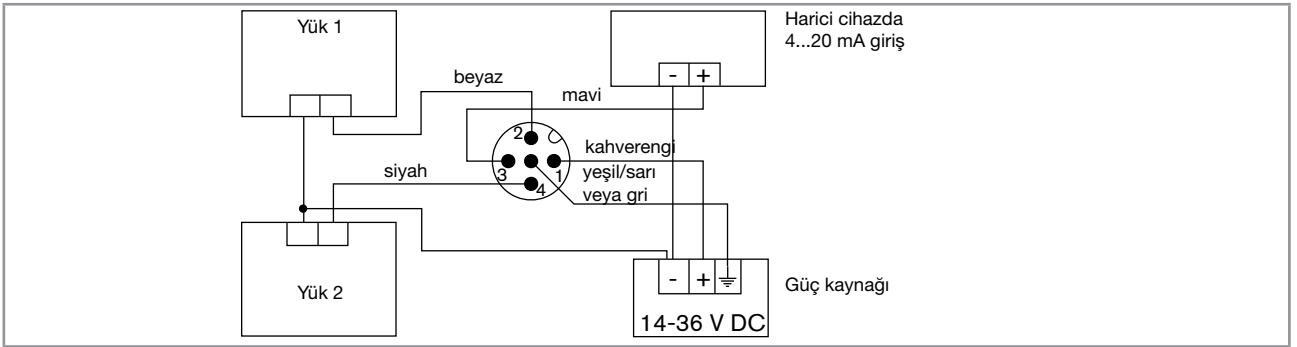 Yük 1
Harici cihazda
4...20 mA giriş
- +
beyaz
mavi
2
kahverengi
3
1
yeşil/sarı
siyah
4
veya gri
- +
Yük 2
Güç kaynağı
14-36 V DC